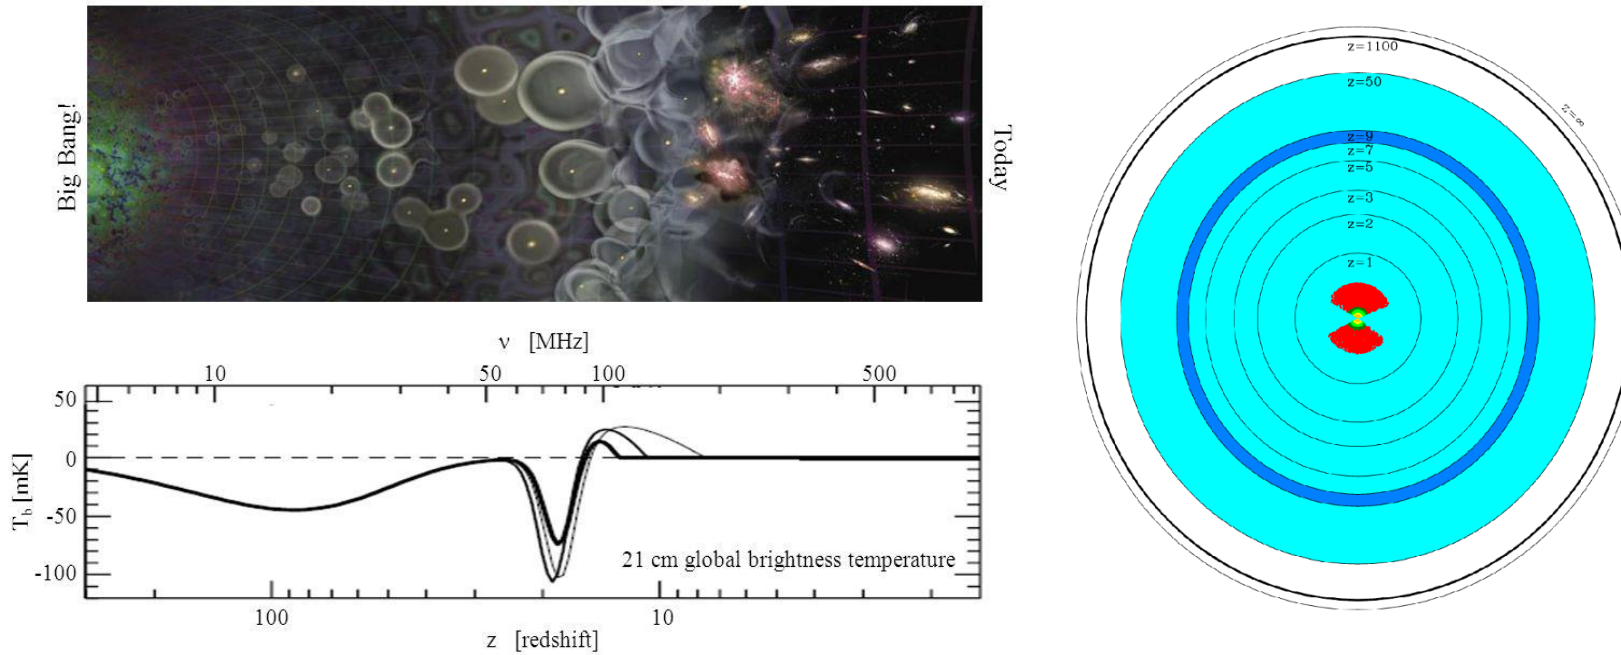 Big Bang!
Today
ν [MHz]
10 50 100 500
50
0
-50
-100
T_b [mK]
21 cm global brightness temperature
100 10
z [redshift]
z=1100
z=50
z=9
z=7
z=5
z=3
z=2
z=1
z=∞